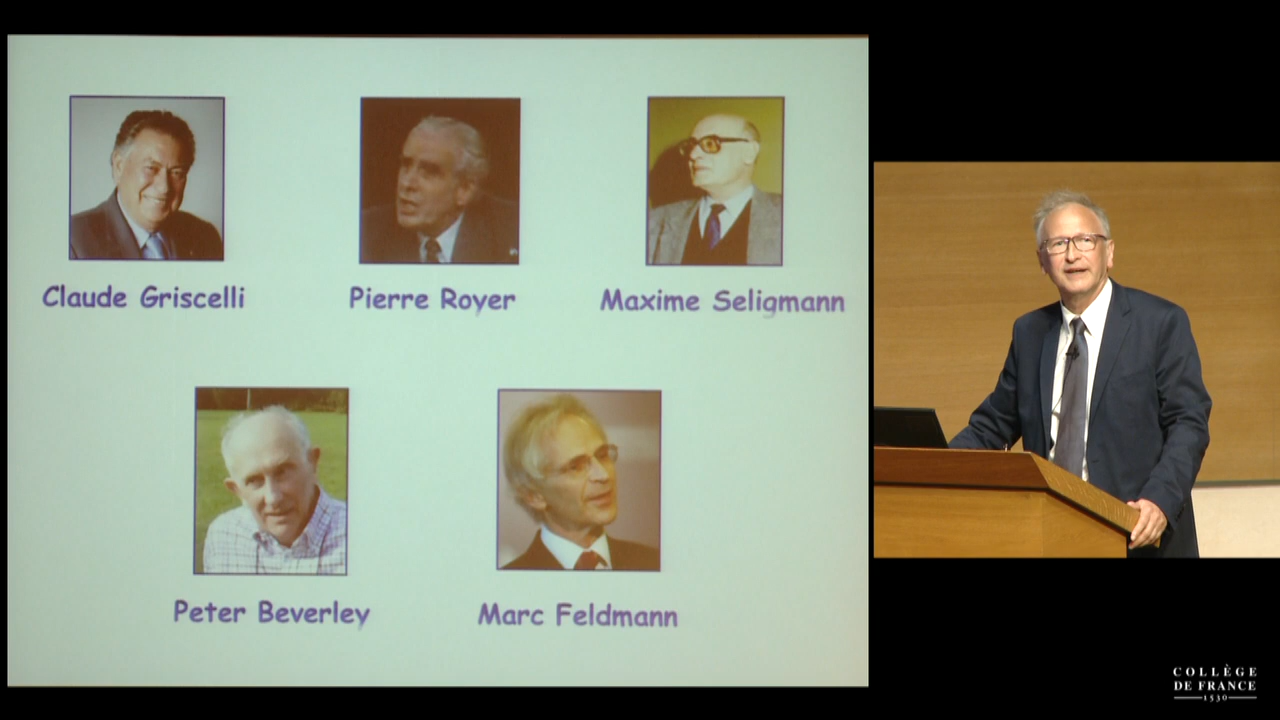 Claude Griscelli
Pierre Royer
Maxime Seligmann
Peter Beverley
Marc Feldmann
COLLÈGE
DE FRANCE
1530